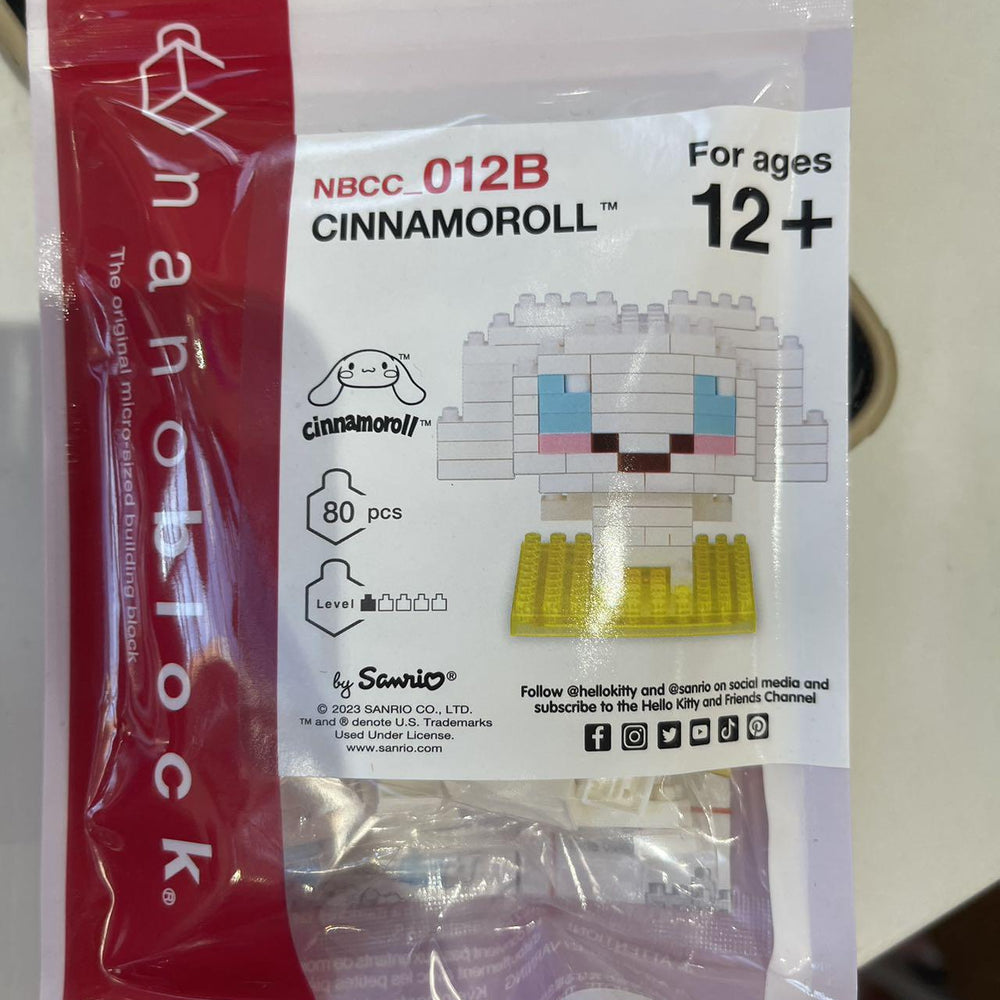 nanoblock®
The original micro-sized building block
NBCC_012B
CINNAMOROLL™
For ages
12+
™
cinnamoroll™
80 pcs
Level
by Sanrio®
© 2023 SANRIO CO., LTD.
TM and ® denote U.S. Trademarks
Used Under License.
www.sanrio.com
Follow @hellokitty and @sanrio on social media and
subscribe to the Hello Kitty and Friends Channel